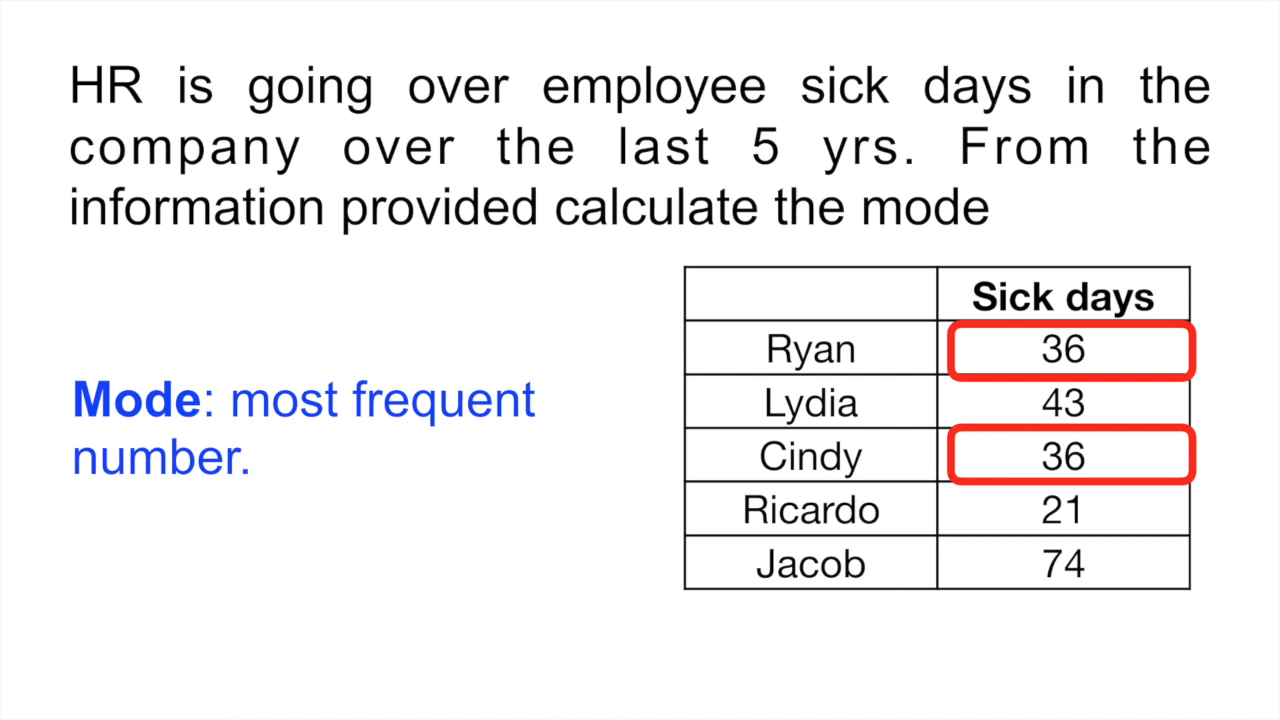 HR is going over employee sick days in the
company over the last 5 yrs. From the
information provided calculate the mode
Mode: most frequent
number.
Sick days
Ryan 36
Lydia 43
Cindy 36
Ricardo 21
Jacob 74